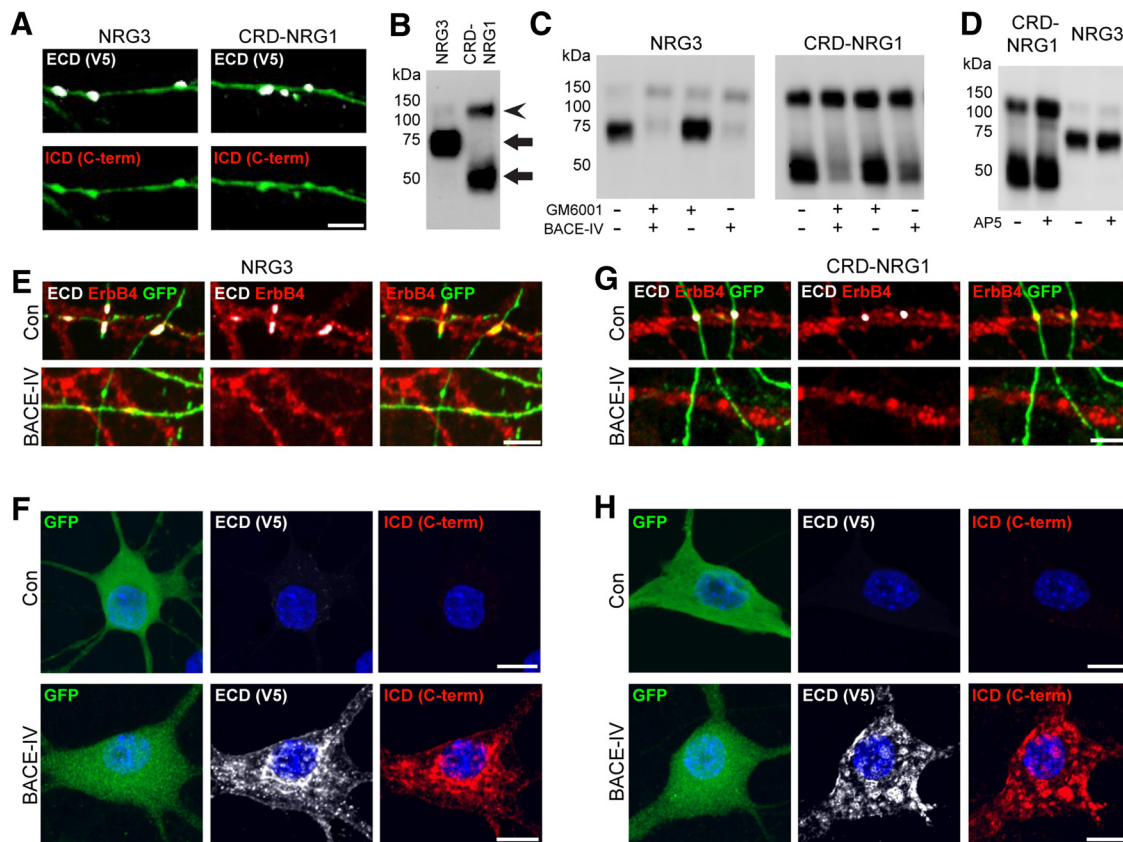 A
NRG3
CRD-NRG1
ECD (V5)
ECD (V5)
ICD (C-term)
ICD (C-term)
B
NRG3
CRD-
NRG1
kDa
150
100
75
50
C
NRG3
CRD-NRG1
kDa
150
100
75
50
GM6001 - + + - - + + -
BACE-IV - + - + - + - +
D
CRD-
NRG1
NRG3
kDa
150
100
75
50
AP5 - + - +
E
NRG3
Con
ECD ErbB4 GFP
ECD ErbB4
ErbB4 GFP
BACE-IV
G
CRD-NRG1
Con
ECD ErbB4 GFP
ECD ErbB4
ErbB4 GFP
BACE-IV
F
Con
GFP
ECD (V5)
ICD (C-term)
BACE-IV
GFP
ECD (V5)
ICD (C-term)
H
Con
GFP
ECD (V5)
ICD (C-term)
BACE-IV
GFP
ECD (V5)
ICD (C-term)